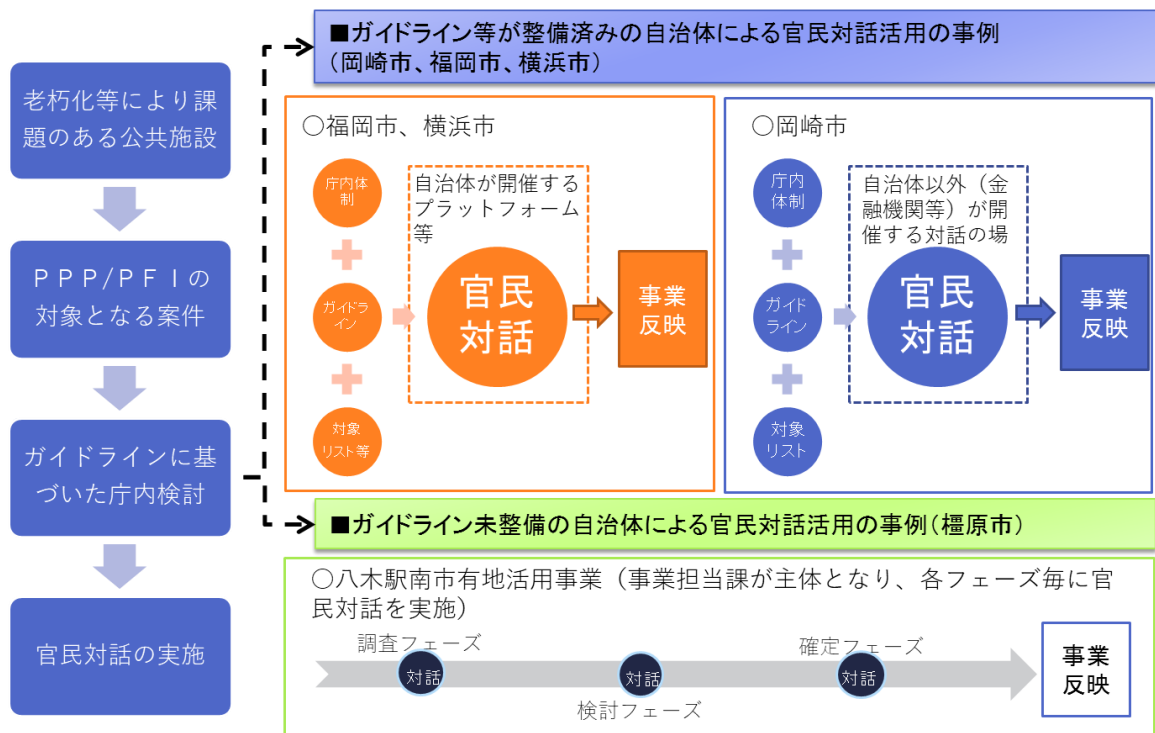 老朽化等により課
題のある公共施設
ＰＰＰ/ＰＦＩの
対象となる案件
ガイドラインに基
づいた庁内検討
官民対話の実施
■ガイドライン等が整備済みの自治体による官民対話活用の事例
（岡崎市、福岡市、横浜市）
○福岡市、横浜市
庁内体
制
ガイドラ
イン
対象
リスト等
自治体が開催する
プラットフォーム
等
官民
対話
事業
反映
○岡崎市
庁内
体制
ガイド
ライン
対象
リスト
自治体以外（金
融機関等）が開
催する対話の場
官民
対話
事業
反映
■ガイドライン未整備の自治体による官民対話活用の事例（橿原市）
○八木駅南市有地活用事業（事業担当課が主体となり、各フェーズ毎に官
民対話を実施）
調査フェーズ
対話
対話
検討フェーズ
確定フェーズ
対話
事業
反映